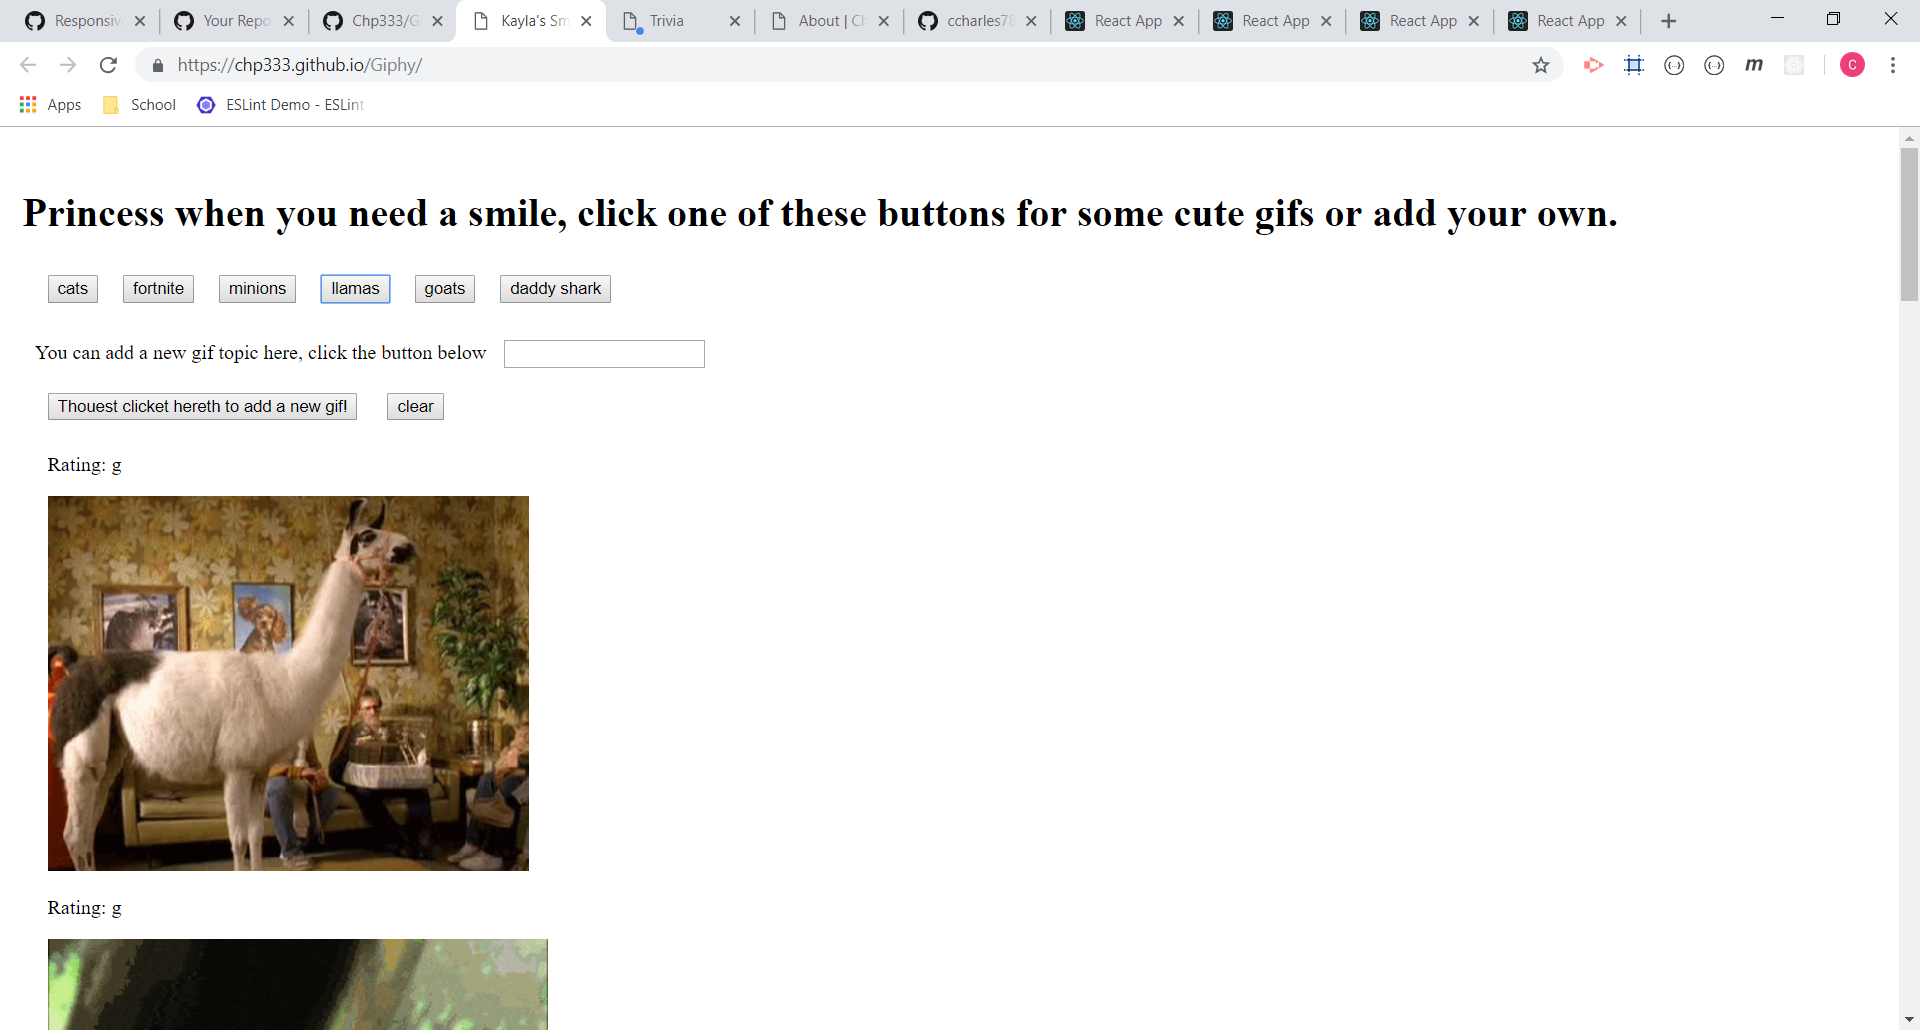 Responsive
Your Repo
Chp333/G
Kayla's Sm
Trivia
About | Ch
ccharles78
React App
React App
React App
React App
https://chp333.github.io/Giphy/
m
C
Apps
School
ESLint Demo - ESLint
Princess when you need a smile, click one of these buttons for some cute gifs or add your own.
cats
fortnite
minions
llamas
goats
daddy shark
You can add a new gif topic here, click the button below
Thouest clicket hereth to add a new gif!
clear
Rating: g
Rating: g